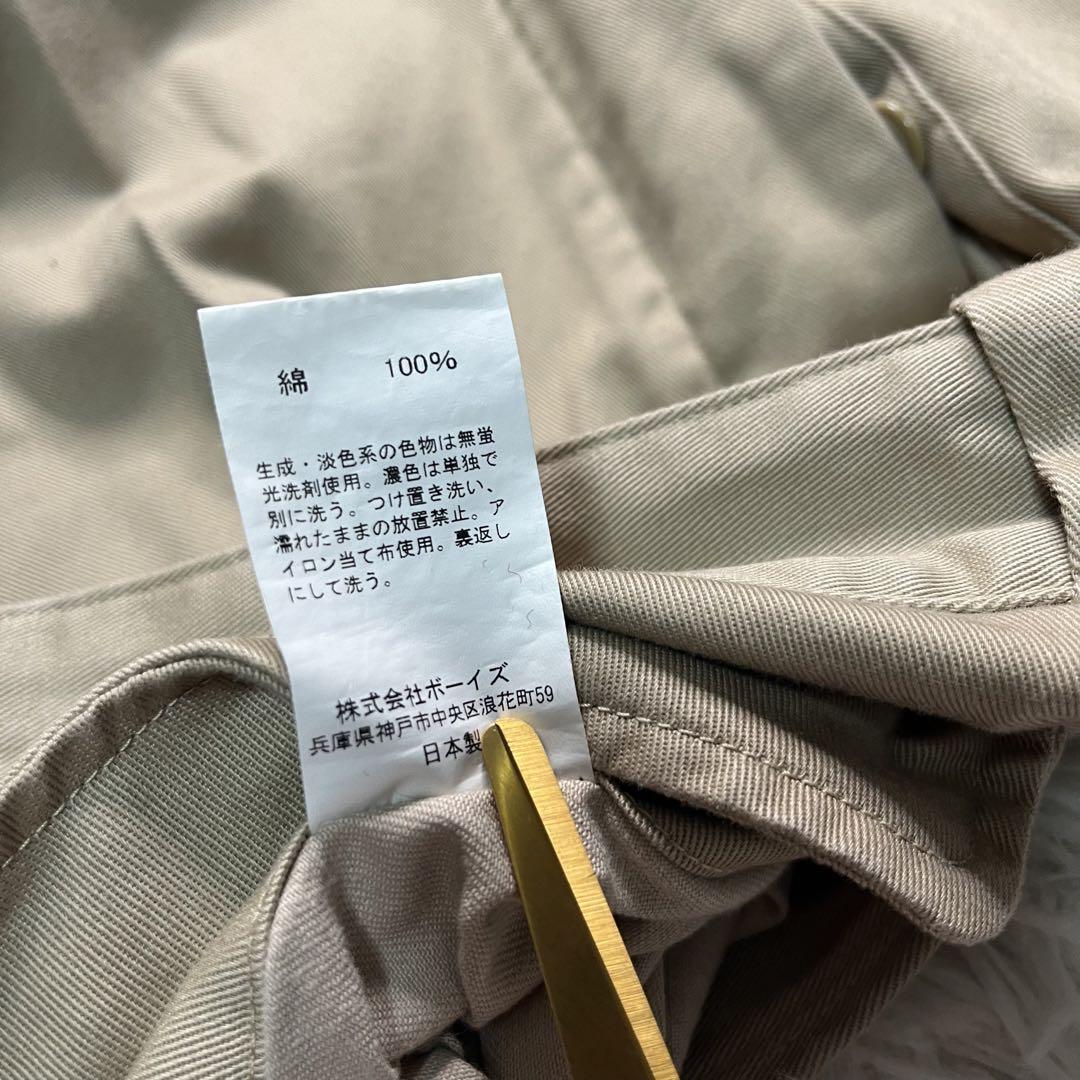 綿 100%
生成・淡色系の色物は無蛍
光洗剤使用。濃色は単独で
別に洗う。つけ置き洗い、
濡れたままの放置禁止。ア
イロン当て布使用。裏返し
にして洗う。
株式会社ボーイズ
兵庫県神戸市中央区浪花町59
日本製